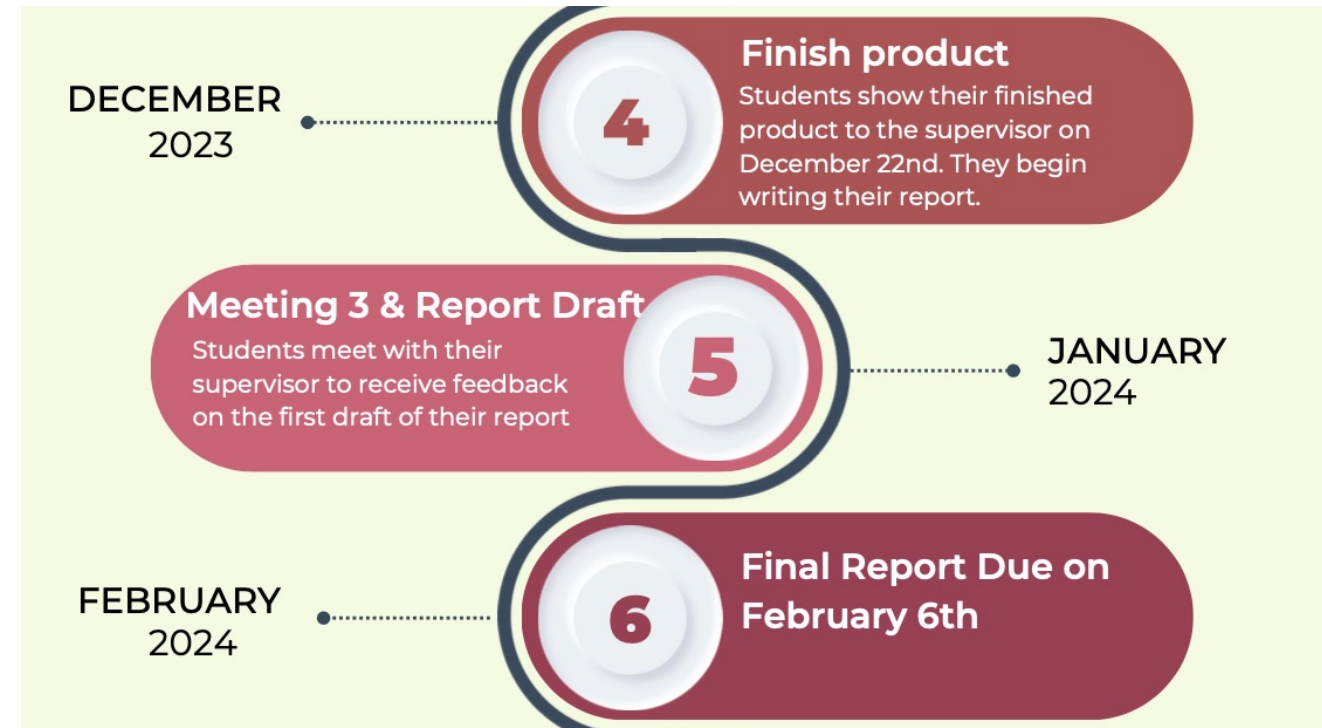 DECEMBER
2023
4
Finish product
Students show their finished
product to the supervisor on
December 22nd. They begin
writing their report.
Meeting 3 & Report Draft
Students meet with their
supervisor to receive feedback
on the first draft of their report
5
JANUARY
2024
FEBRUARY
2024
6
Final Report Due on
February 6th